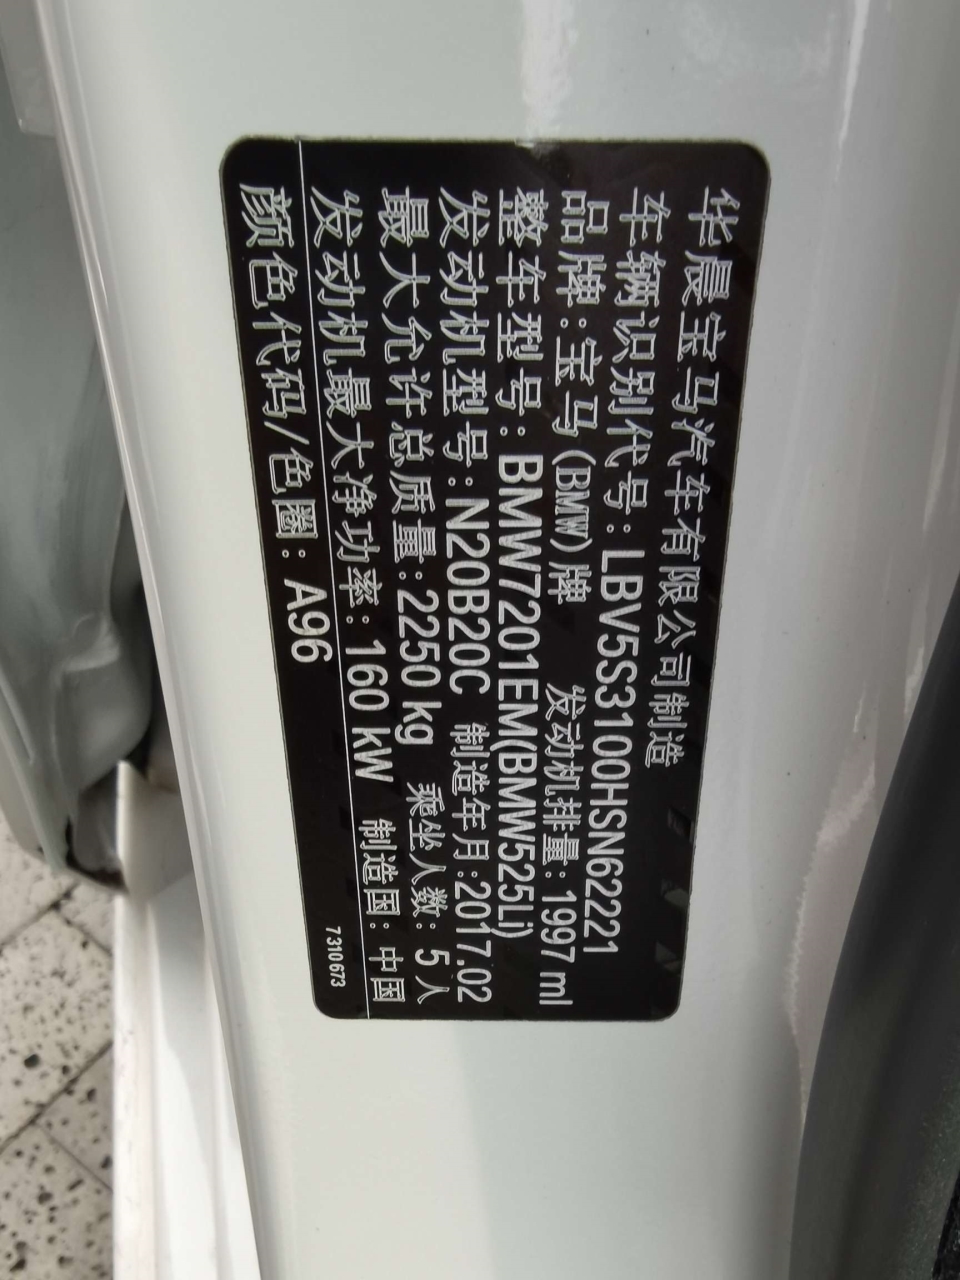 华晨宝马汽车有限公司制造
车辆识别代号:LBV5S3100HSN62221
品牌:宝马(BMW)牌 发动机排量:1997 ml
整车型号:BMW7201EM(BMW525Li)
发动机型号:N20B20C 制造年月:2017.02
最大允许总质量:2250 kg 乘坐人数:5人
发动机最大净功率:160 kW 制造国:中国
颜色代码/色圈:A96 7310673